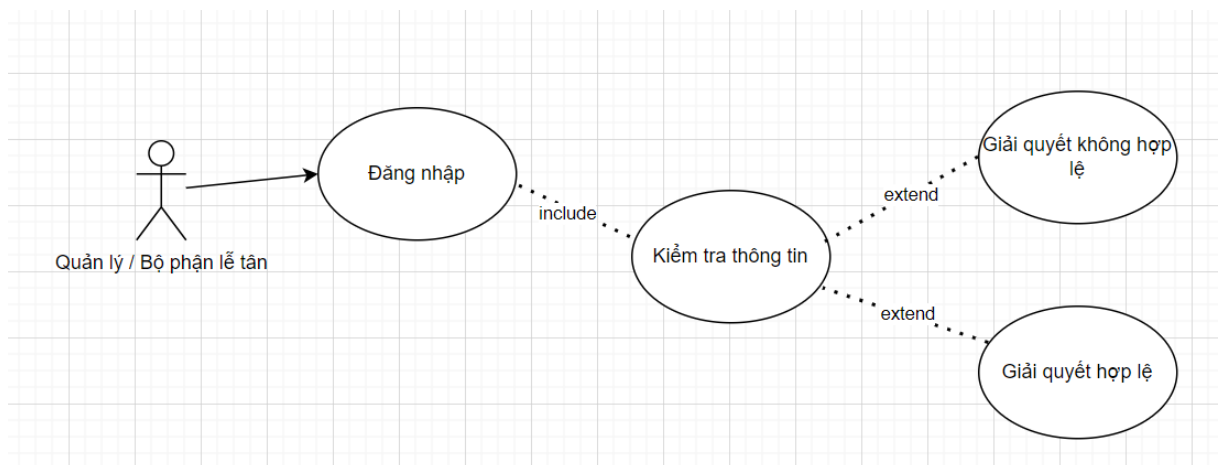 Quản lý / Bộ phận lễ tân
Đăng nhập
include
Kiểm tra thông tin
extend
Giải quyết không hợp
lệ
extend
Giải quyết hợp lệ